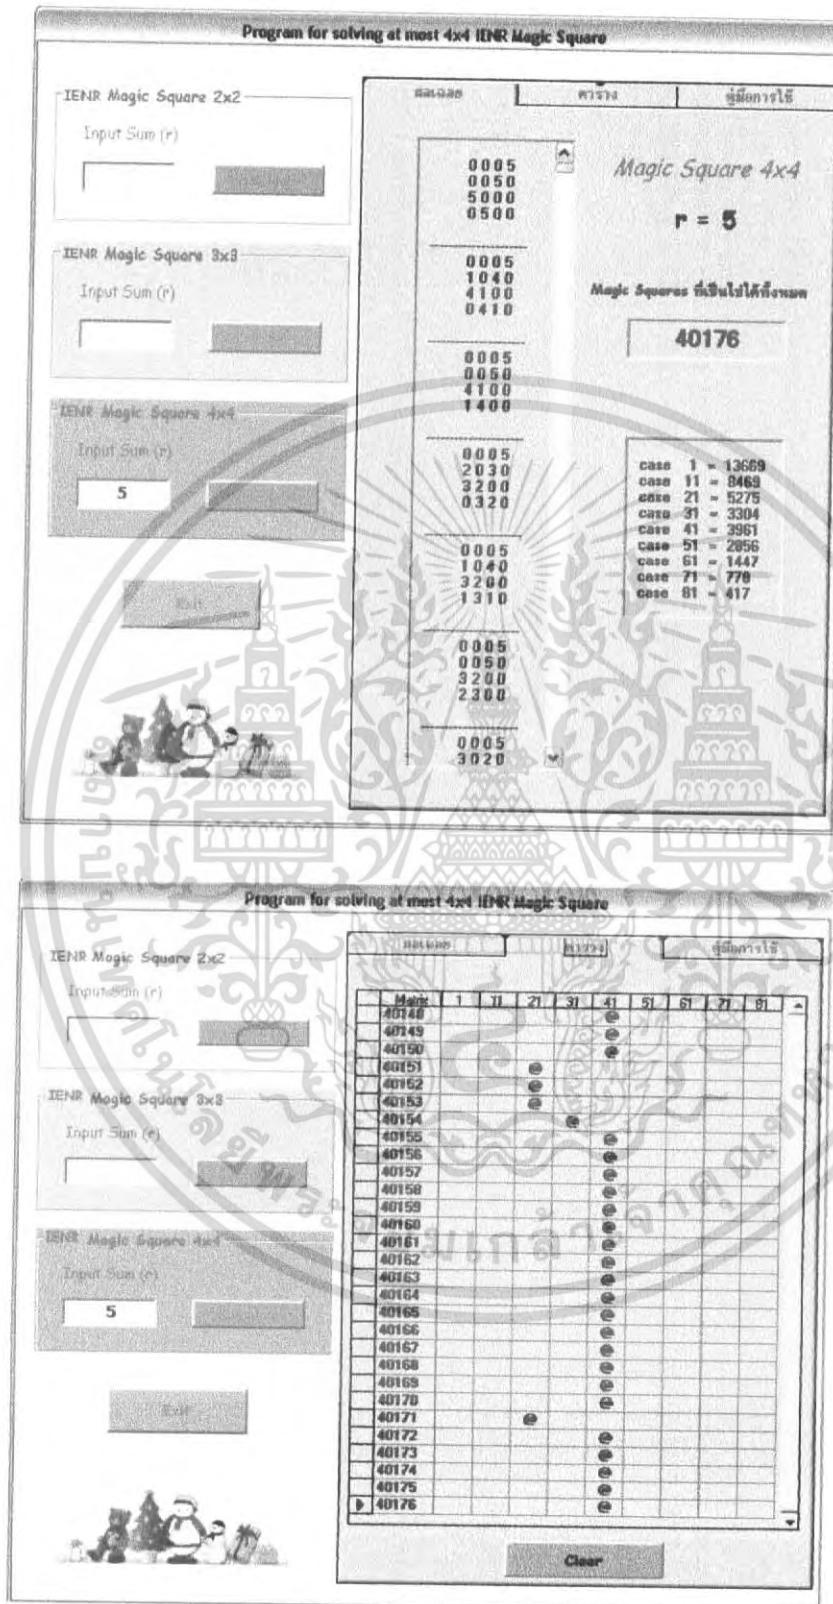 Program for solving at most 4x4 IENR Magic Square
IENR Magic Square 2x2
Input Sum (r)
IENR Magic Square 3x3
Input Sum (r)
IENR Magic Square 4x4
Input Sum (r)
5
Exit
ผลเฉลย ตาราง คู่มือการใช้
0005
0050
5000
0500
0005
1040
4100
0410
0005
0050
4100
1400
0005
2030
3200
0320
0005
1040
3200
1310
0005
0050
3200
2300
0005
3020
Magic Square 4x4
r = 5
Magic Squares ที่เป็นไปได้ทั้งหมด
40176
case 1 = 13669
case 11 = 8469
case 21 = 5275
case 31 = 3304
case 41 = 3961
case 51 = 2856
case 61 = 1447
case 71 = 778
case 81 = 417
Program for solving at most 4x4 IENR Magic Square
IENR Magic Square 2x2
Input Sum (r)
IENR Magic Square 3x3
Input Sum (r)
IENR Magic Square 4x4
Input Sum (r)
5
Exit
ผลเฉลย ตาราง คู่มือการใช้
Matrix 1 11 21 31 41 51 61 71 81
40148 @
40149 @
40150 @
40151 @
40152 @
40153 @
40154 @
40155 @
40156 @
40157 @
40158 @
40159 @
40160 @
40161 @
40162 @
40163 @
40164 @
40165 @
40166 @
40167 @
40168 @
40169 @
40170 @
40171 @
40172 @
40173 @
40174 @
40175 @
40176 @
Clear